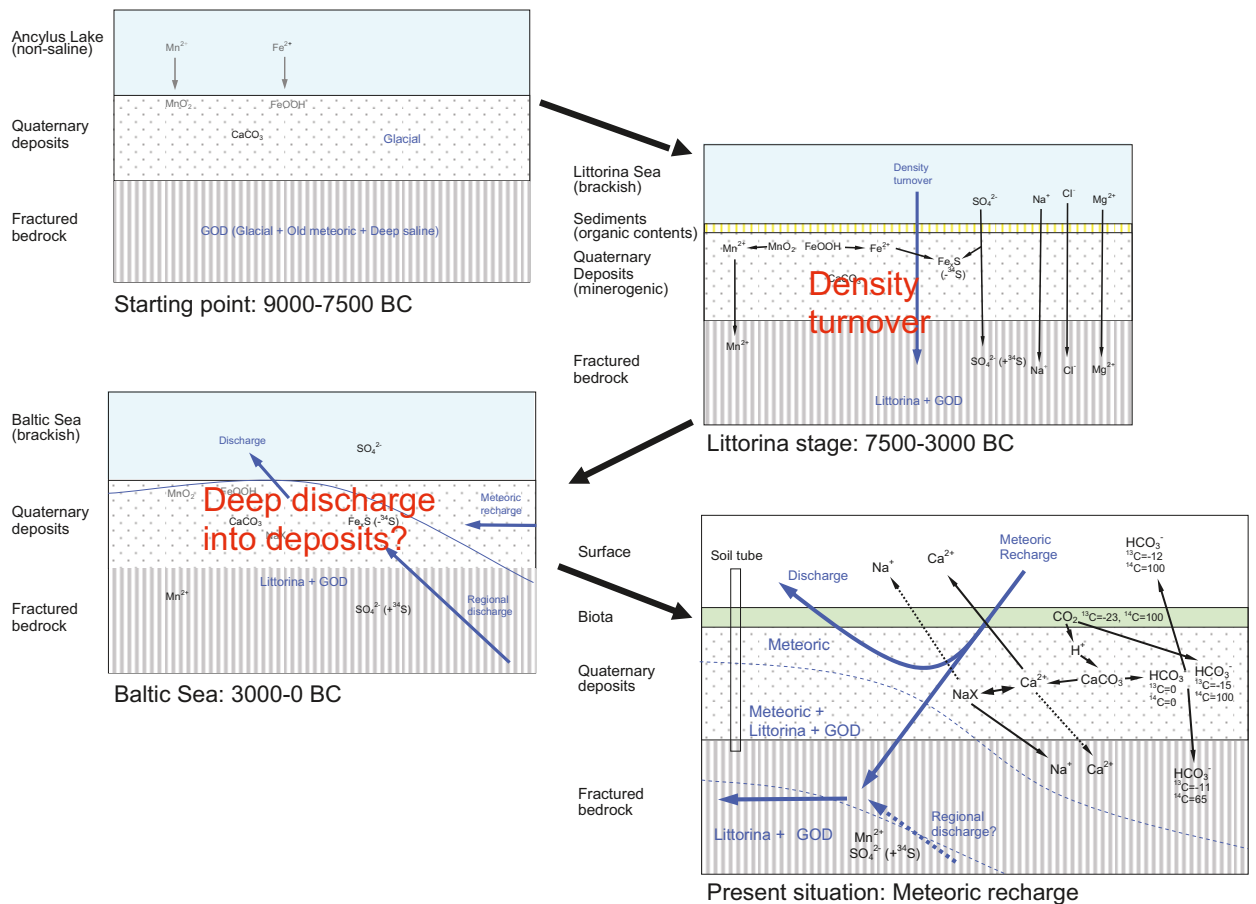 Ancylus Lake
(non-saline)
Mn²⁻
Fe²⁺
MnO₂
FeOOH
Quaternary
deposits
CaCO₃
Glacial
Fractured
bedrock
GOD (Glacial + Old meteoric + Deep saline)
Starting point: 9000-7500 BC
Littorina Sea
(brackish)
Density
turnover
SO₄²⁻
Na⁺
Cl⁻
Mg²⁺
Sediments
(organic contents)
Quaternary
Deposits
(minerogenic)
Mn²⁺
MnO₂
FeOOH
Fe²⁺
FeₓS
(-³⁴S)
CaCO₃
Density
turnover
Fractured
bedrock
Mn²⁺
SO₄²⁻ (+³⁴S)
Na⁺
Cl⁻
Mg²⁺
Littorina + GOD
Littorina stage: 7500-3000 BC
Baltic Sea
(brackish)
Discharge
SO₄²⁻
Quaternary
deposits
MnO₂
FeOOH
Deep discharge
into deposits?
CaCO₃
FeₓS (-³⁴S)
NaX
Meteoric
recharge
Fractured
bedrock
Littorina + GOD
Mn²⁺
SO₄²⁻ (+³⁴S)
Regional
discharge
Baltic Sea: 3000-0 BC
Surface
Soil tube
Discharge
Na⁺
Ca²⁺
Meteoric
Recharge
HCO₃⁻
¹³C=-12
¹⁴C=100
Biota
CO₂ ¹³C=-23, ¹⁴C=100
Quaternary
deposits
Meteoric
H⁺
NaX
Ca²⁺
CaCO₃
HCO₃⁻
¹³C=0
¹⁴C=0
HCO₃⁻
¹³C=-15
¹⁴C=100
Meteoric +
Littorina + GOD
Na⁺
Ca²⁺
HCO₃⁻
¹³C=-11
¹⁴C=65
Fractured
bedrock
Littorina + GOD
Mn²⁺
SO₄²⁻ (+³⁴S)
Regional
discharge?
Present situation: Meteoric recharge